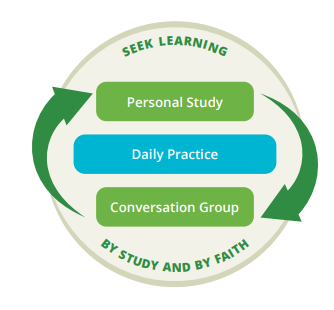 SEEK LEARNING
Personal Study
Daily Practice
Conversation Group
BY STUDY AND BY FAITH